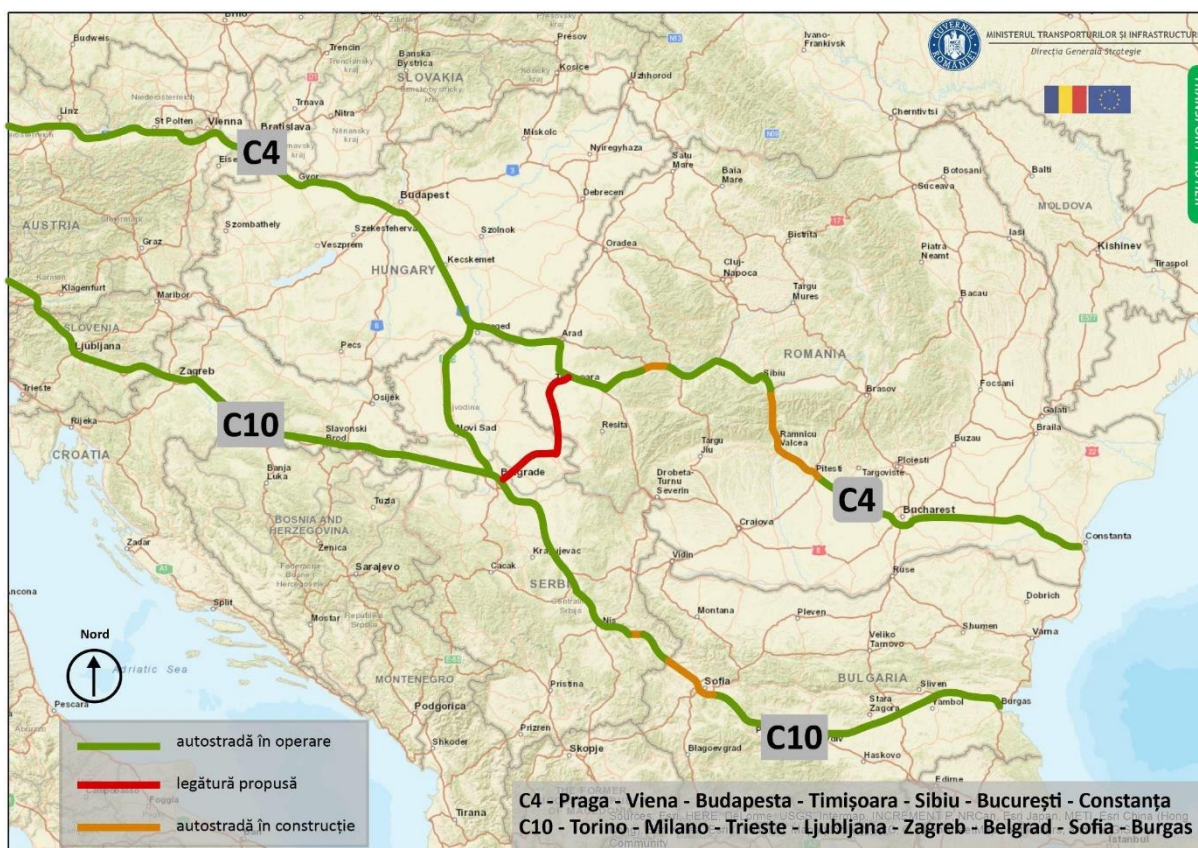 GUVERNUL ROMÂNIEI
MINISTERUL TRANSPORTURILOR ȘI INFRASTRUCTURII
Direcția Generală Strategie
Budweis
Trencin
Trenciansky kraj
Banska Bystrica
Presov
Kosice
Uzhhorod
Ivano-Frankivsk
SLOVAKIA
Chernivtsi
Linz
St Polten
Vienna
Trnava
Nitra
Bratislava
C4
Gyor
Miskolc
Nyiregyhaza
Satu Mare
Baia Mare
Botosani
Suceava
Balti
MOLDOVA
Budapest
Debrecen
AUSTRIA
Szombathely
Szekesfehervar
Veszprem
Szolnok
Oradea
Bistrita
Iasi
Kishinev
Tiraspol
Graz
Kecskemet
HUNGARY
Cluj-Napoca
Targu Mures
Piatra Neamt
Bacau
Klagenfurt
Maribor
SLOVENIA
Ljubljana
Pecs
Arad
ROMANIA
Sibiu
Brasov
Focsani
Galati
Braila
Trieste
Zagreb
Rijeka
CROATIA
C10
Osijek
Slavonski Brod
Novi Sad
Resita
Targu Jiu
Ramnicu Valcea
Pitesti
Targoviste
Ploiesti
Buzau
Banja Luka
Tuzla
Belgrade
Drobeta-Turnu Severin
C4
Bucharest
Constanta
BOSNIA AND HERZEGOVINA
Zenica
Zadar
Sarajevo
Craiova
Vidin
Ruse
Cacak
Split
Mostar
Nis
Montana
Pleven
Dobrich
Shumen
Varna
Veliko Tarnovo
Nord
Adriatic Sea
Pescara
MONTENEGRO
Podgorica
Pristina
Sofia
BULGARIA
Sliven
Stara Zagora
Yambol
Burgas
C10
Shkoder
Prizren
Skopje
Blagoevgrad
Haskovo
Tirana
autostradă în operare
legătură propusă
autostradă în construcție
C4 - Praga - Viena - Budapesta - Timișoara - Sibiu - București - Constanța
C10 - Torino - Milano - Trieste - Ljubljana - Zagreb - Belgrad - Sofia - Burgas